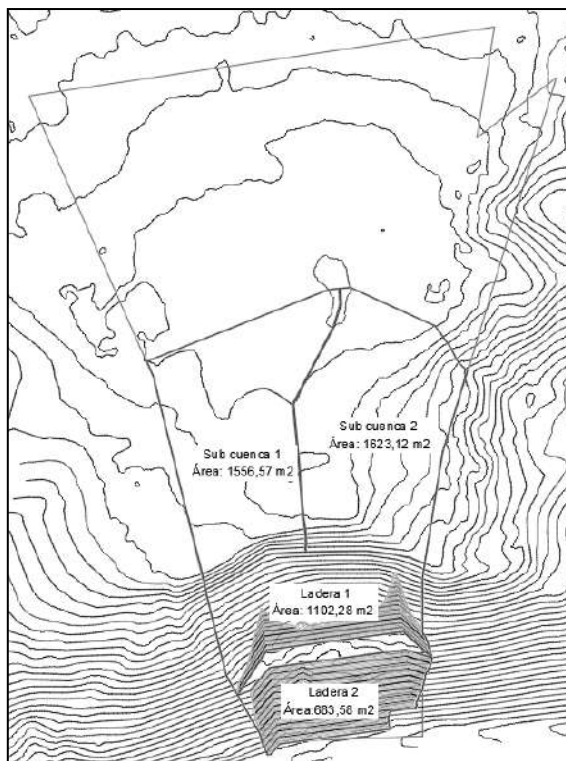 Sub cuenca 2
Área: 1623,12 m2
Sub cuenca 1
Área: 1556,57 m2
Ladera 1
Área: 1102,28 m2
Ladera 2
Área:683,58 m2